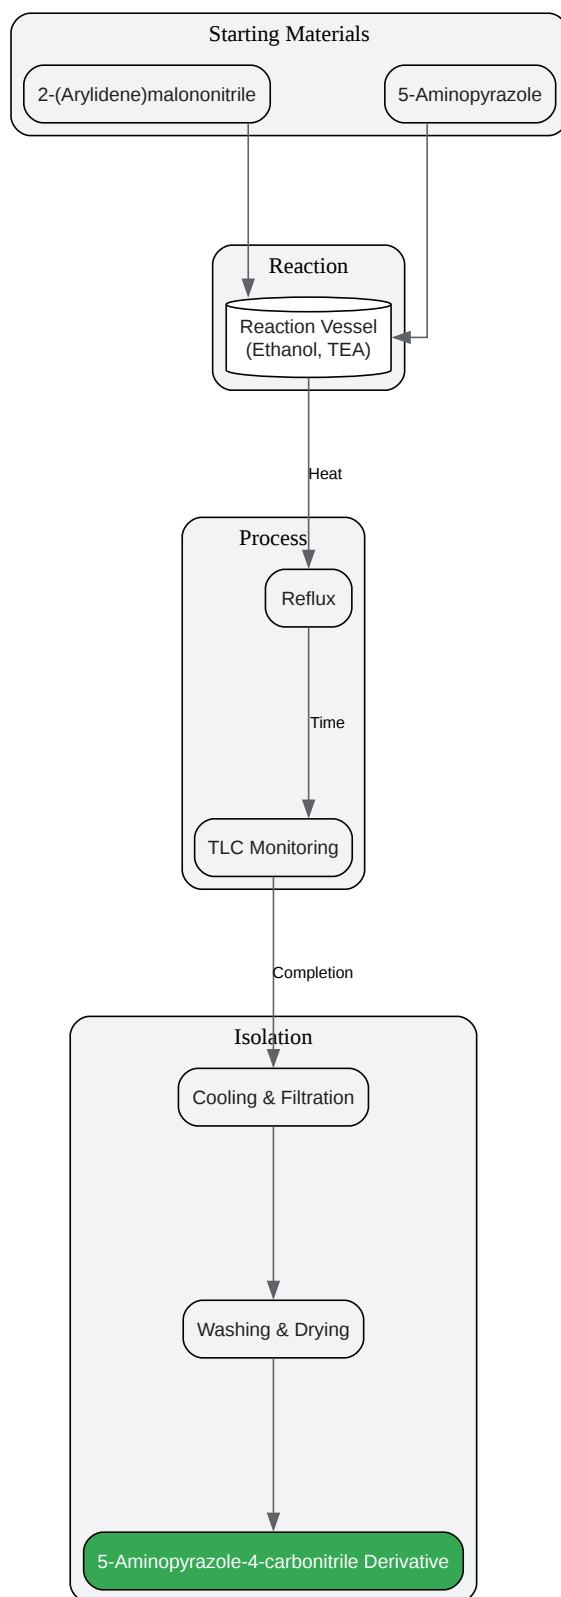 Starting Materials
2-(Arylidene)malononitrile
5-Aminopyrazole
Reaction
Reaction Vessel
(Ethanol, TEA)
Heat
Process
Reflux
Time
TLC Monitoring
Completion
Isolation
Cooling & Filtration
Washing & Drying
5-Aminopyrazole-4-carbonitrile Derivative